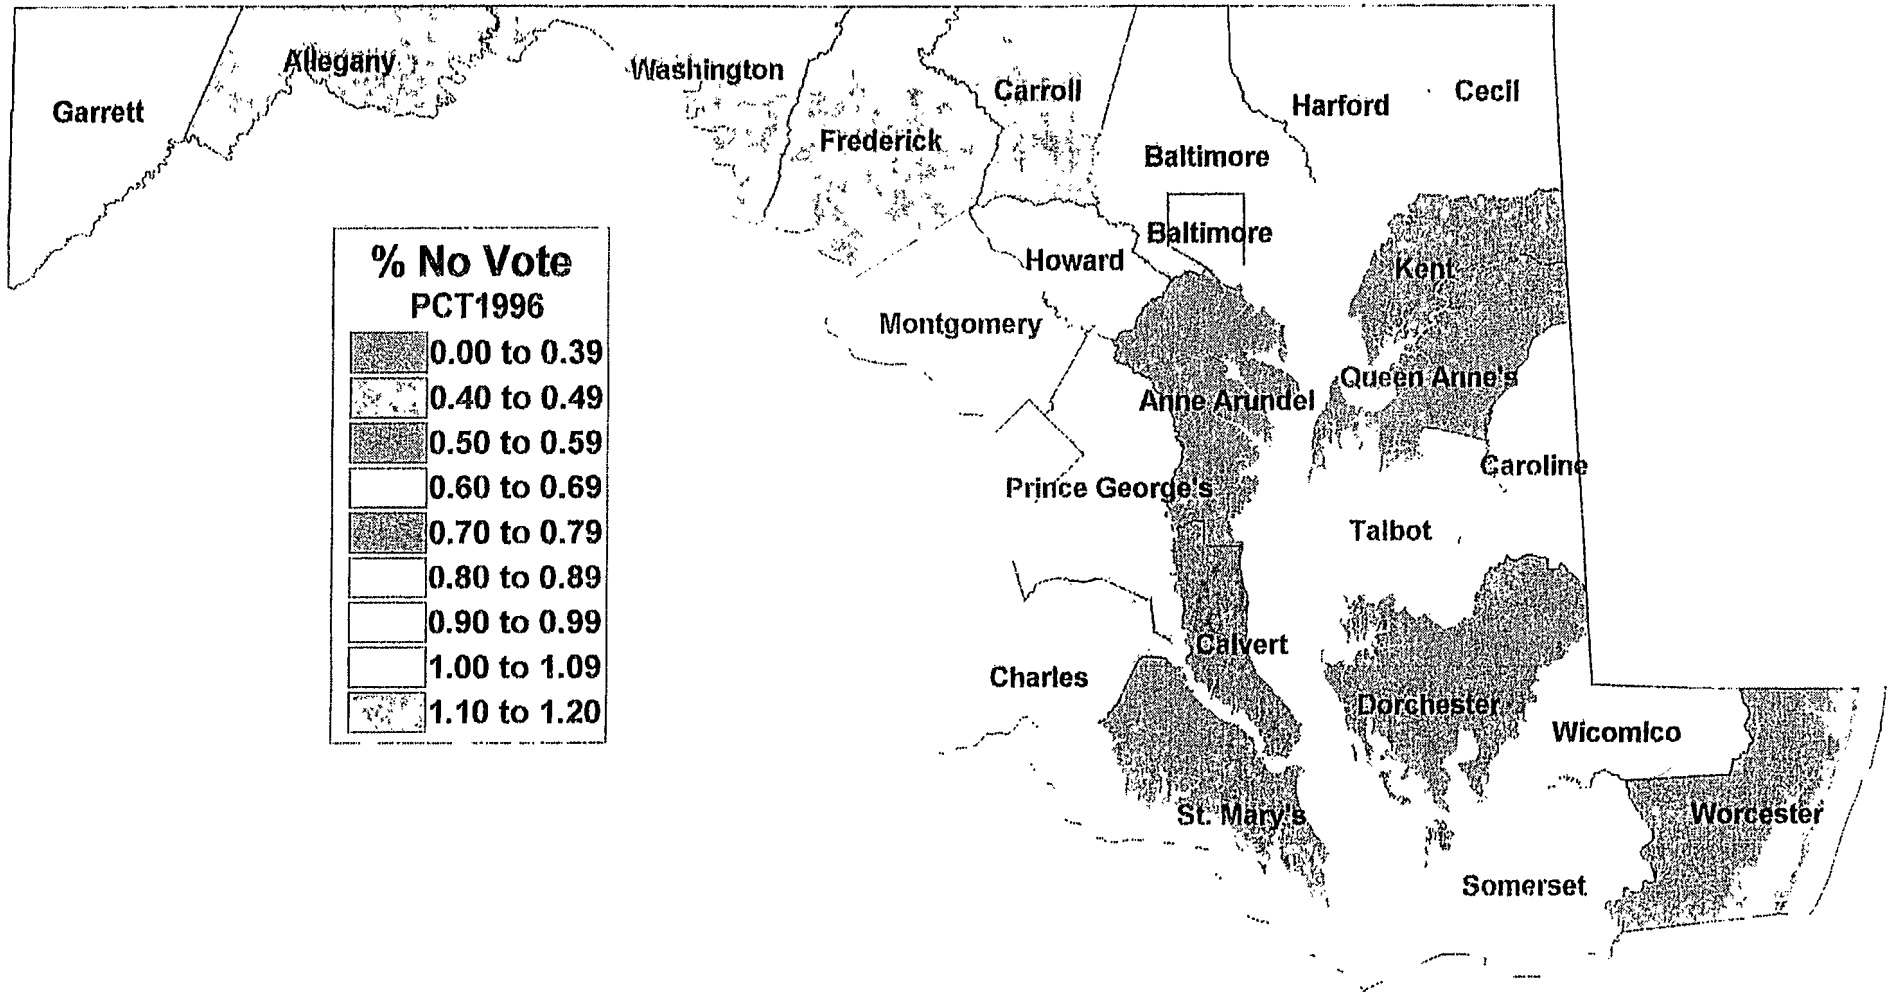 Garrett
Allegany
Washington
Frederick
Carroll
Harford
Cecil
Baltimore
Baltimore
Howard
Kent
Montgomery
Queen Anne's
Anne Arundel
Caroline
Prince George's
Talbot
Calvert
Charles
Dorchester
Wicomico
St. Mary's
Worcester
Somerset
% No Vote
PCT1996
0.00 to 0.39
0.40 to 0.49
0.50 to 0.59
0.60 to 0.69
0.70 to 0.79
0.80 to 0.89
0.90 to 0.99
1.00 to 1.09
1.10 to 1.20